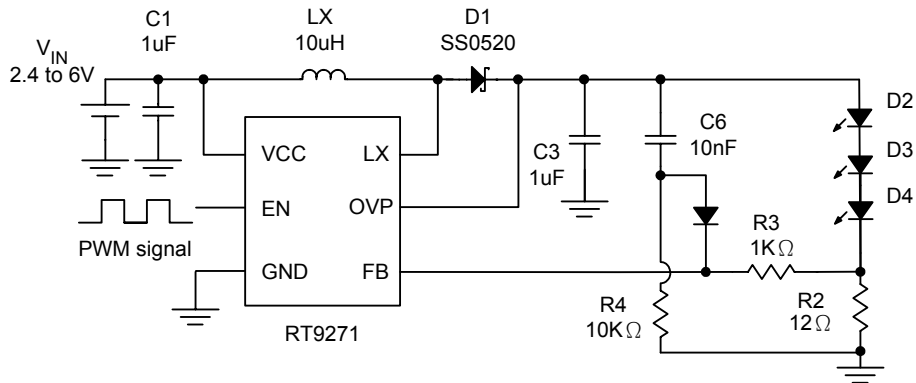 C1
1uF
LX
10uH
D1
SS0520
VIN
2.4 to 6V
VCC
LX
EN
OVP
GND
FB
RT9271
PWM signal
C3
1uF
C6
10nF
D2
D3
D4
R3
1KΩ
R4
10KΩ
R2
12Ω